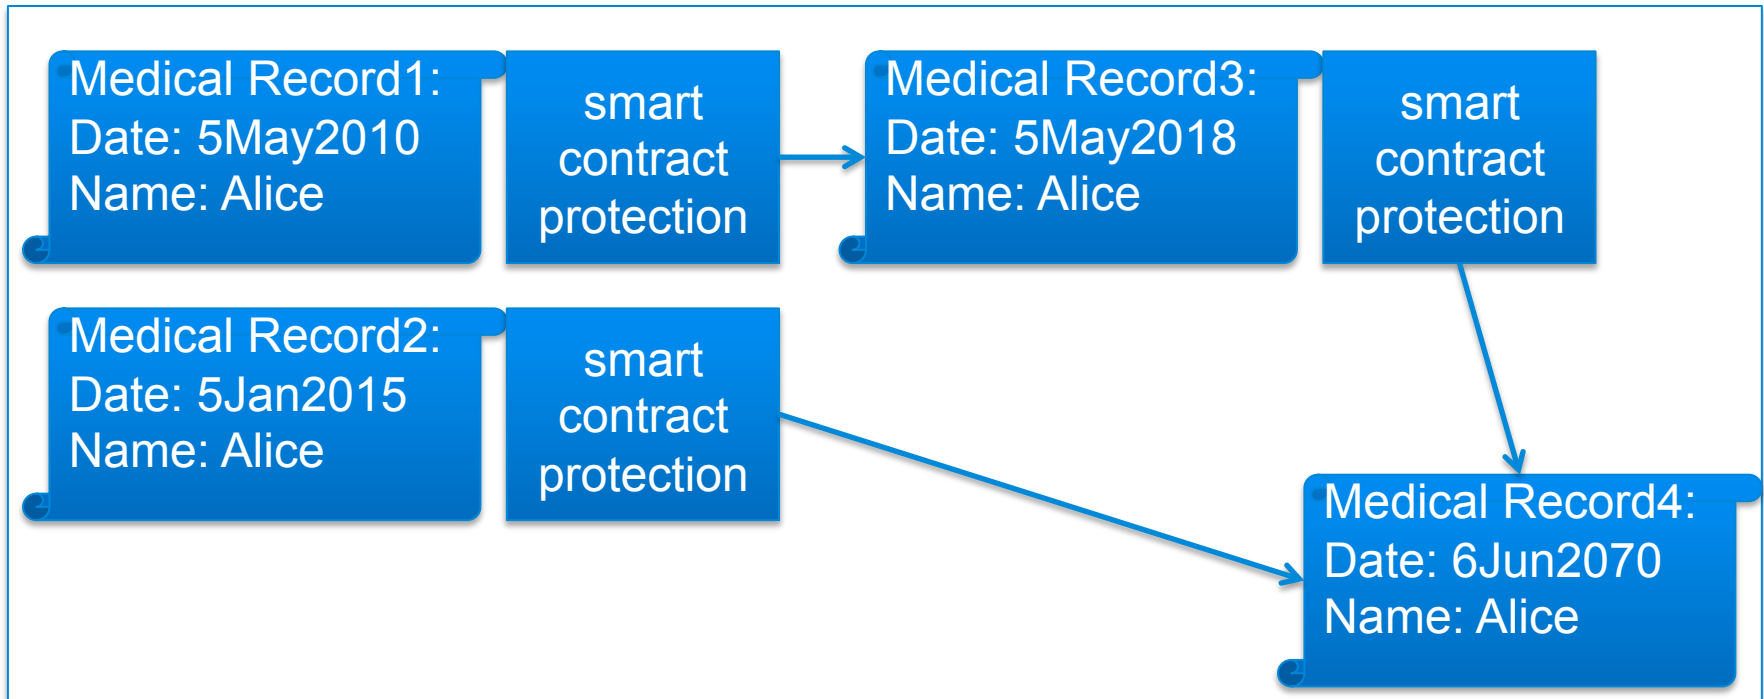 Medical Record1:
Date: 5May2010
Name: Alice
smart
contract
protection
Medical Record3:
Date: 5May2018
Name: Alice
smart
contract
protection
Medical Record2:
Date: 5Jan2015
Name: Alice
smart
contract
protection
Medical Record4:
Date: 6Jun2070
Name: Alice